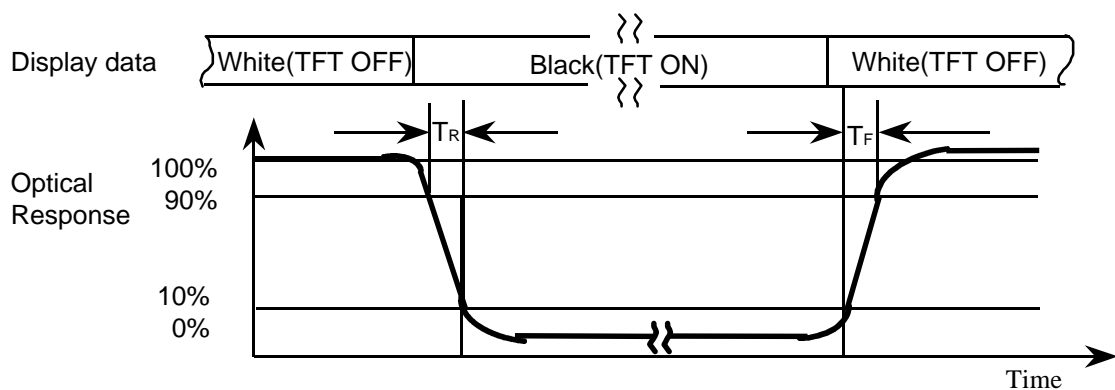 Display data
White(TFT OFF)
Black(TFT ON)
White(TFT OFF)
TR
TF
Optical
Response
100%
90%
10%
0%
Time